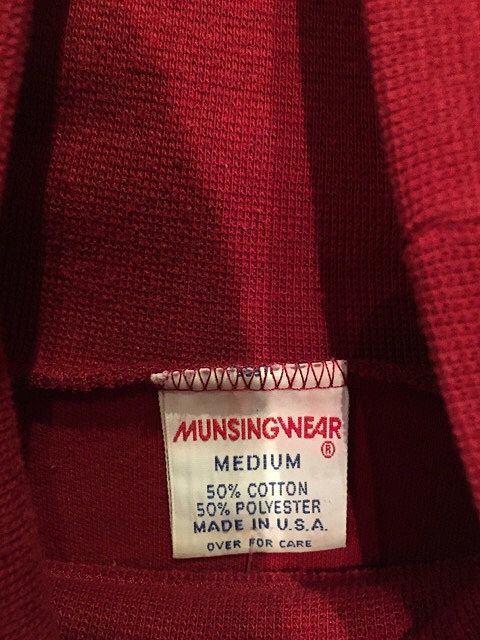 MUNSINGWEAR
®
MEDIUM
50% COTTON
50% POLYESTER
MADE IN U.S.A.
OVER FOR CARE